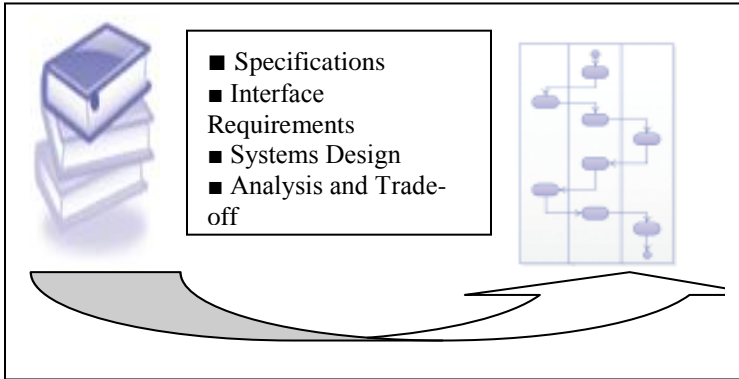 ■ Specifications
■ Interface
Requirements
■ Systems Design
■ Analysis and Trade-
off